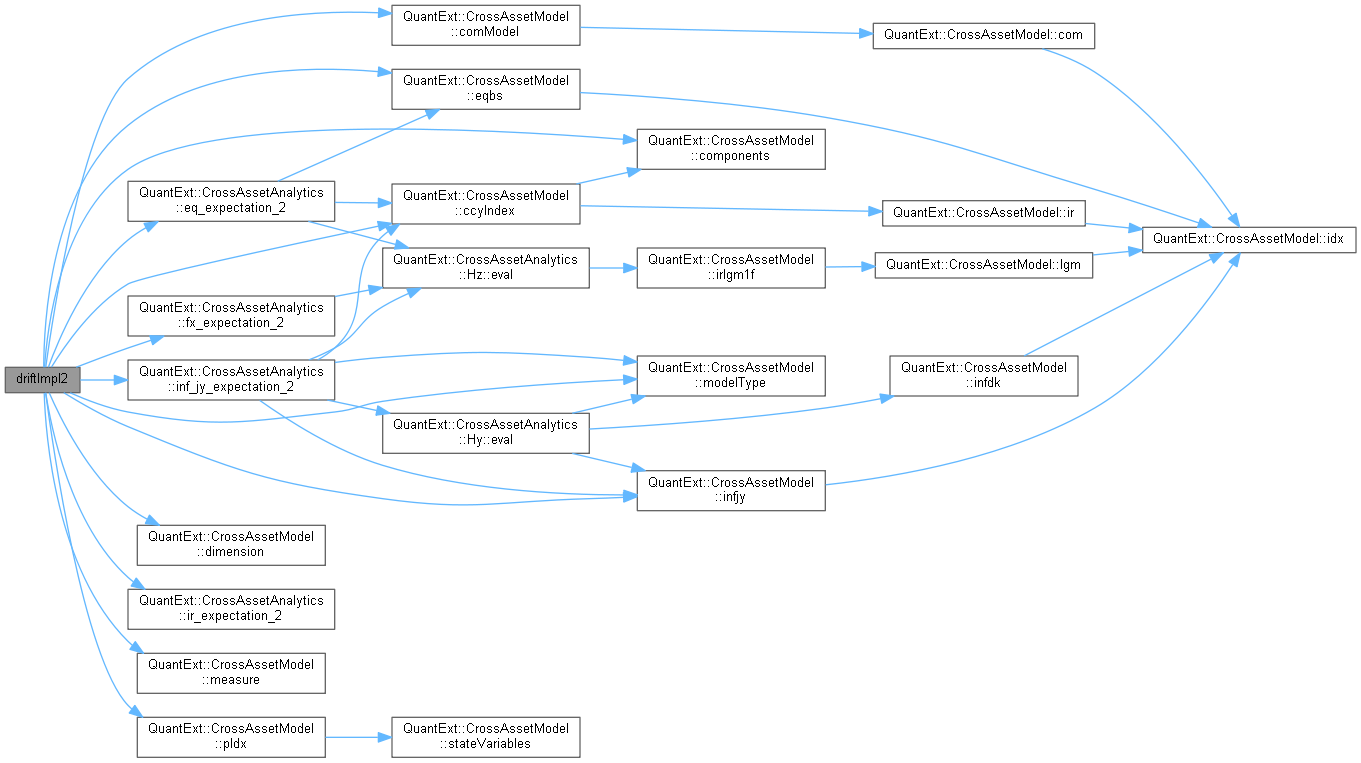 driftImpl2
QuantExt::CrossAssetModel
::comModel
QuantExt::CrossAssetModel::com
QuantExt::CrossAssetModel
::eqbs
QuantExt::CrossAssetModel
::components
QuantExt::CrossAssetAnalytics
::eq_expectation_2
QuantExt::CrossAssetModel
::ccyIndex
QuantExt::CrossAssetModel::ir
QuantExt::CrossAssetModel::idx
QuantExt::CrossAssetAnalytics
::Hz::eval
QuantExt::CrossAssetModel
::irlgm1f
QuantExt::CrossAssetModel::lgm
QuantExt::CrossAssetAnalytics
::fx_expectation_2
QuantExt::CrossAssetAnalytics
::inf_jy_expectation_2
QuantExt::CrossAssetModel
::modelType
QuantExt::CrossAssetModel
::infdk
QuantExt::CrossAssetAnalytics
::Hy::eval
QuantExt::CrossAssetModel
::infjy
QuantExt::CrossAssetModel
::dimension
QuantExt::CrossAssetAnalytics
::ir_expectation_2
QuantExt::CrossAssetModel
::measure
QuantExt::CrossAssetModel
::pIdx
QuantExt::CrossAssetModel
::stateVariables